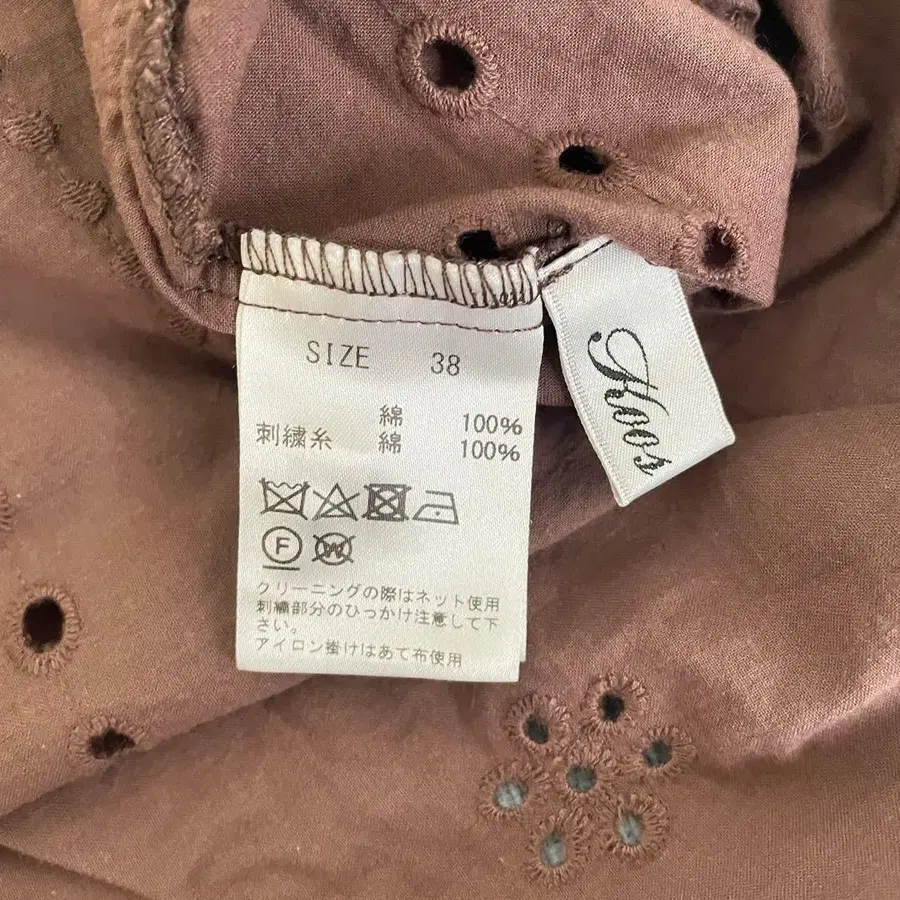 SIZE 38
綿 100%
刺繍糸 綿 100%
F
W
クリーニングの際はネット使用
刺繍部分のひっかけ注意して下
さい。
アイロン掛けはあて布使用
Koos